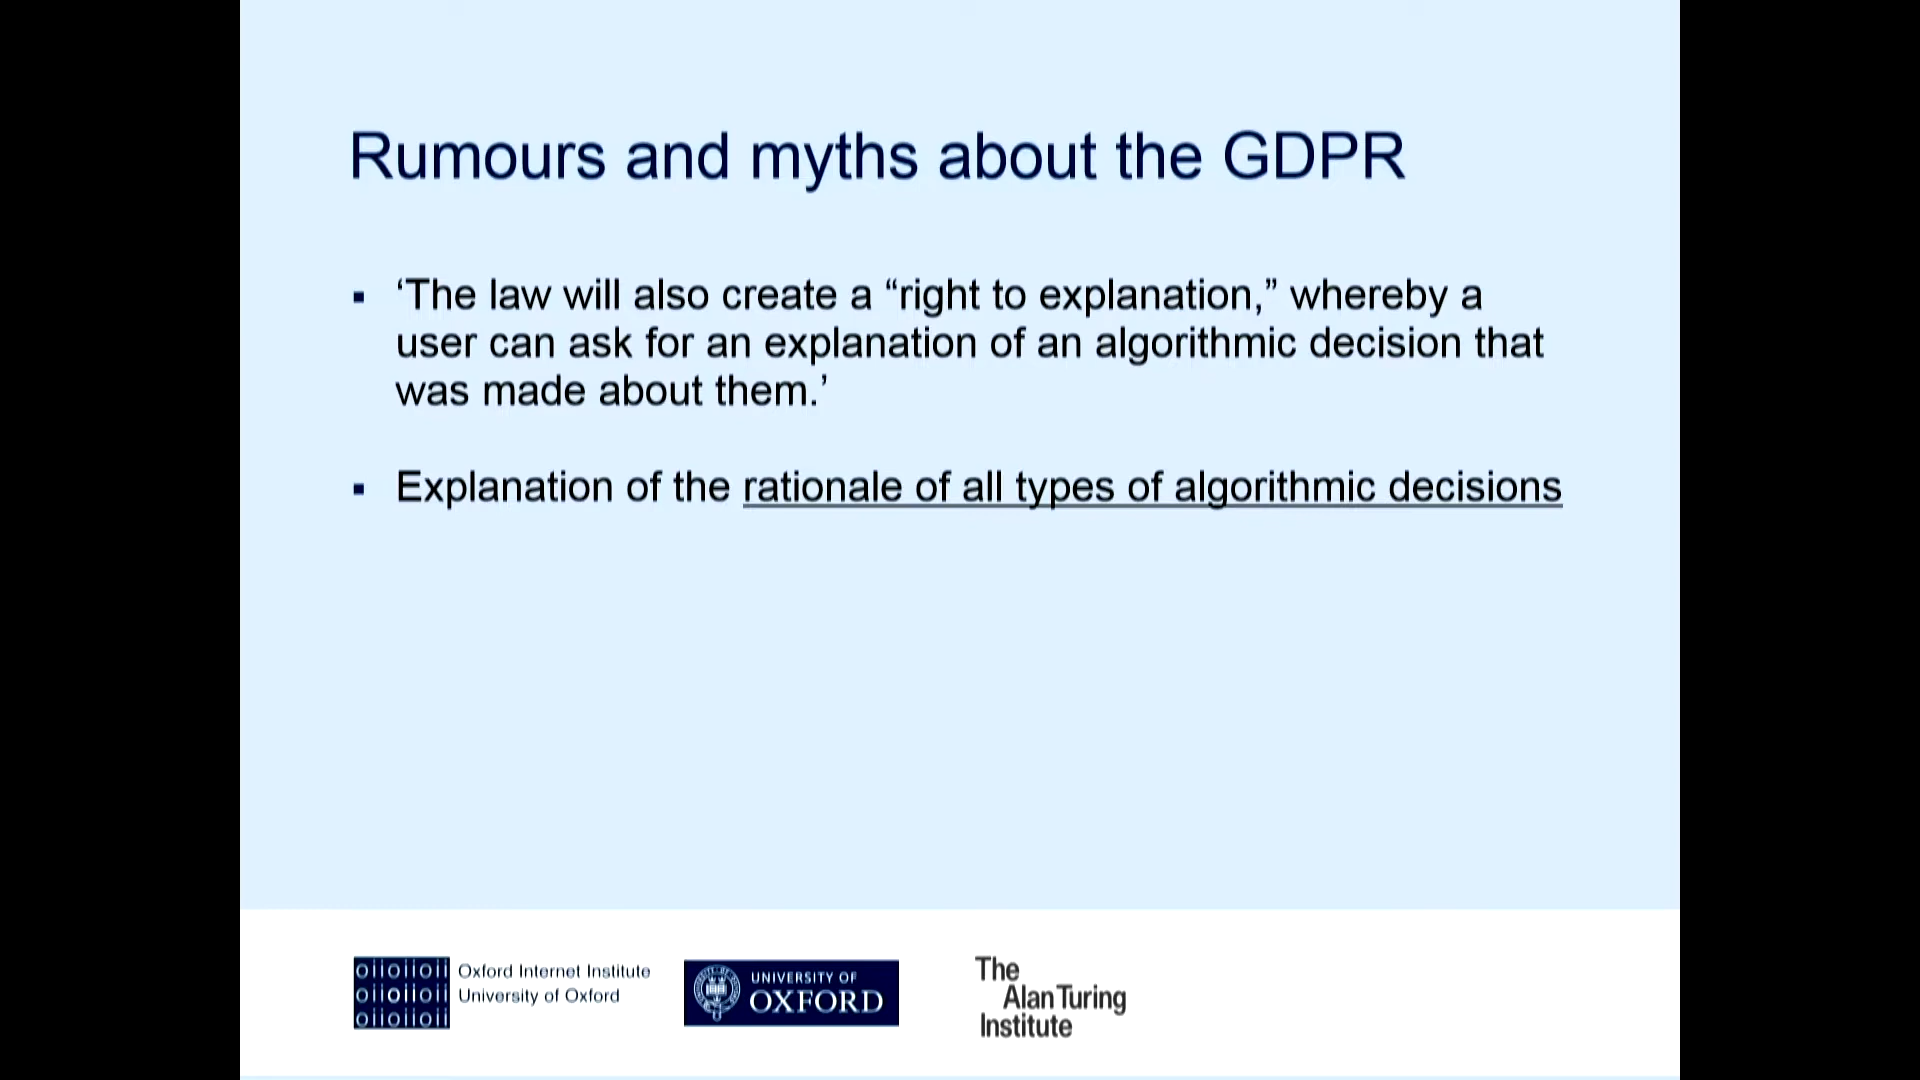 Rumours and myths about the GDPR
▪ ‘The law will also create a “right to explanation,” whereby a
user can ask for an explanation of an algorithmic decision that
was made about them.’
▪ Explanation of the rationale of all types of algorithmic decisions
oiioiioii
oiioiioii
oiioiioii
Oxford Internet Institute
University of Oxford
UNIVERSITY OF
OXFORD
The
Alan Turing
Institute